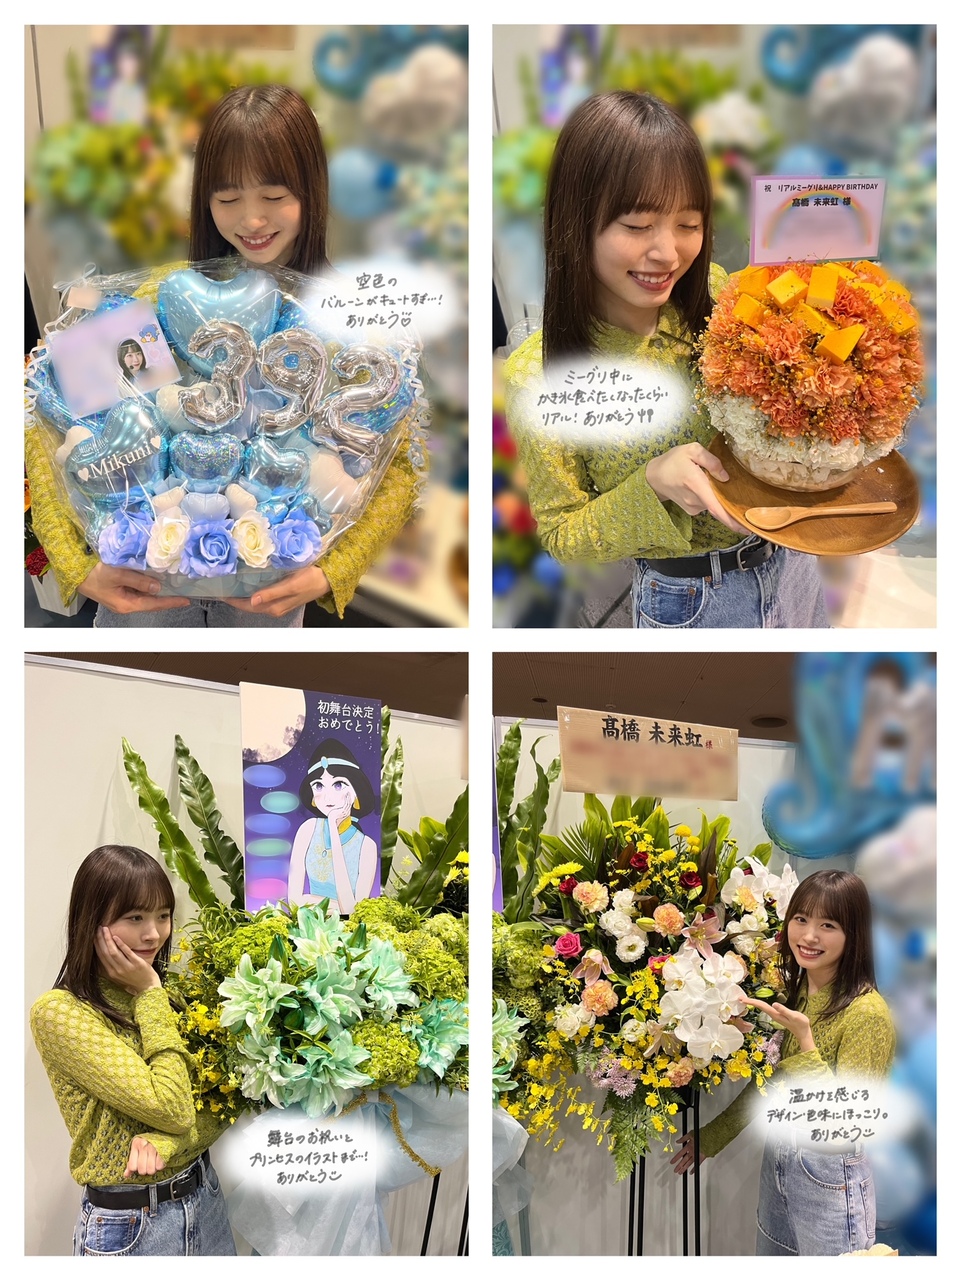 空色の
バルーンがキュートすぎ…!
ありがとう♡
392
Mikuni
祝 リアルミーグリ&HAPPY BIRTHDAY
髙橋 未来虹 様
ミーグリ中に
かき氷食べたくなったくらい
リアル! ありがとう!!
初舞台決定
おめでとう!
舞台のお祝いと
プリンセスのイラストまで…!
ありがとう
髙橋 未来虹 様
温かみを感じる
デザイン・色味にほっこり。
ありがとう